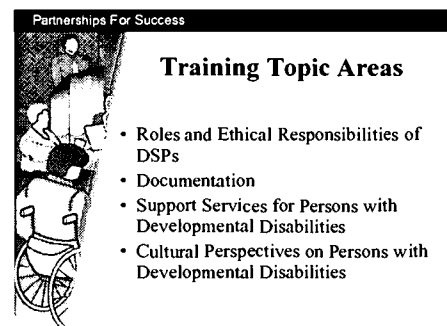 Partnerships For Success
Training Topic Areas
• Roles and Ethical Responsibilities of
DSPs
• Documentation
• Support Services for Persons with
Developmental Disabilities
• Cultural Perspectives on Persons with
Developmental Disabilities